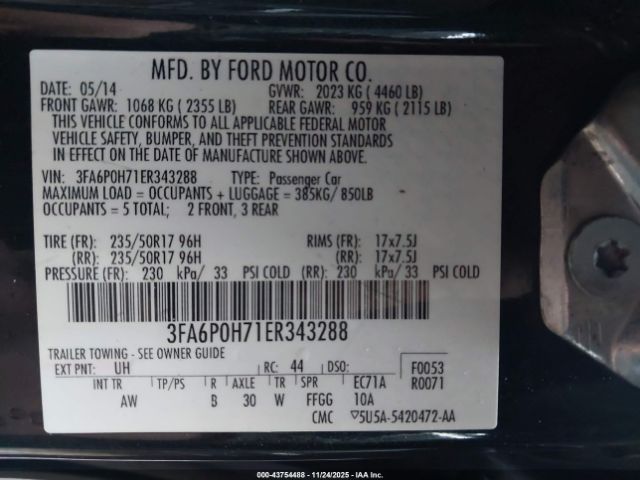 MFD. BY FORD MOTOR CO.
DATE: 05/14 GVWR: 2023 KG ( 4460 LB)
FRONT GAWR: 1068 KG ( 2355 LB) REAR GAWR: 959 KG ( 2115 LB)
THIS VEHICLE CONFORMS TO ALL APPLICABLE FEDERAL MOTOR
VEHICLE SAFETY, BUMPER, AND THEFT PREVENTION STANDARDS
IN EFFECT ON THE DATE OF MANUFACTURE SHOWN ABOVE.
VIN: 3FA6P0H71ER343288 TYPE: Passenger Car
MAXIMUM LOAD = OCCUPANTS + LUGGAGE = 385KG/ 850LB
OCCUPANTS = 5 TOTAL; 2 FRONT, 3 REAR
TIRE (FR): 235/50R17 96H RIMS (FR): 17x7.5J
(RR): 235/50R17 96H (RR): 17x7.5J
PRESSURE (FR): 230 kPa/ 33 PSI COLD (RR): 230 kPa/ 33 PSI COLD
3FA6P0H71ER343288
TRAILER TOWING - SEE OWNER GUIDE
EXT PNT: UH RC: 44 DSO: F0053
INT TR TP/PS R AXLE TR SPR EC71A R0071
AW B 30 W FFGG 10A
CMC ▽5U5A-5420472-AA
000-43754488 - 11/24/2025 - IAAI.com